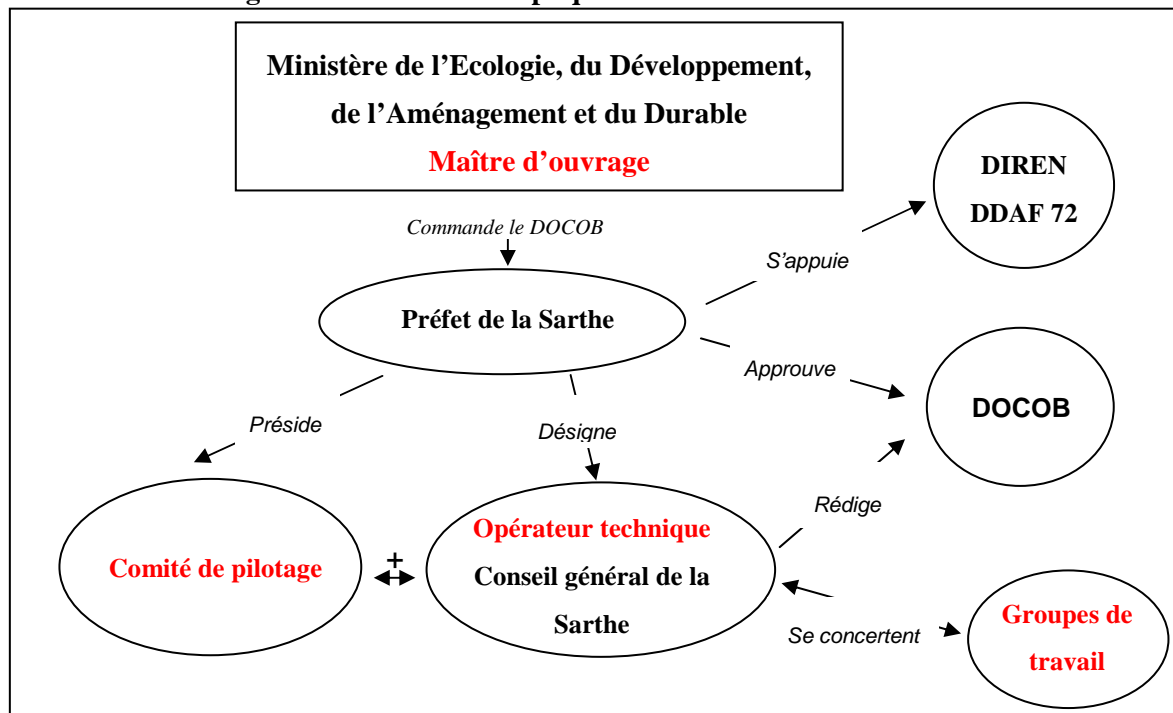 Ministère de l’Ecologie, du Développement,
de l’Aménagement et du Durable
Maître d’ouvrage
DIREN
DDAF 72
Commande le DOCOB
S'appuie
Préfet de la Sarthe
Approuve
DOCOB
Préside
Désigne
Rédige
Opérateur technique
Comité de pilotage
+
Conseil général de la
Sarthe
Groupes de
travail
Se concertent